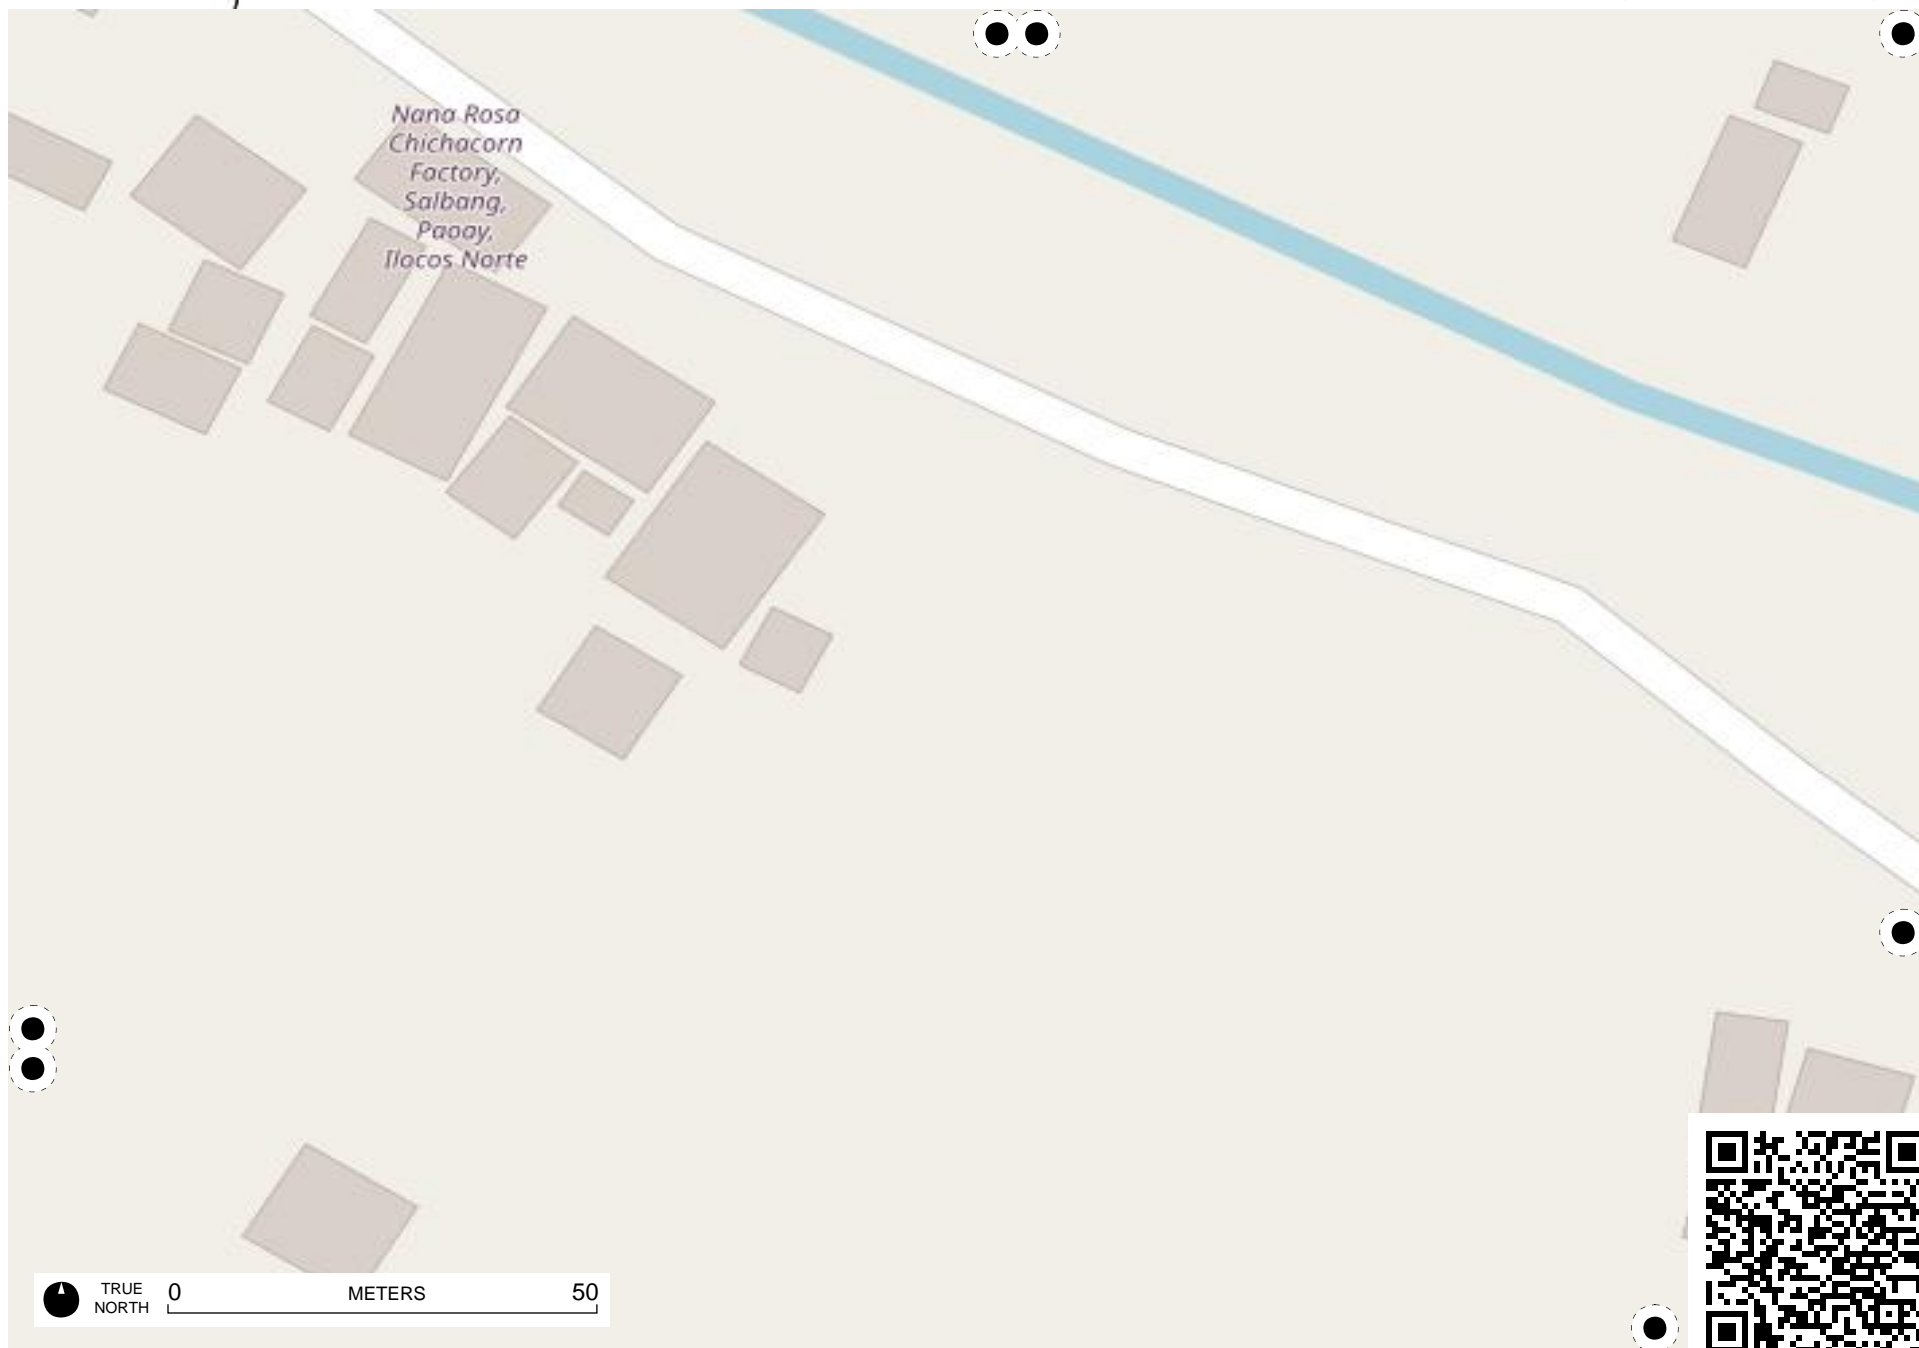 Nana Rosa
Chichacorn
Factory,
Salbang,
Paoay,
Ilocos Norte
TRUE
NORTH
0 METERS 50